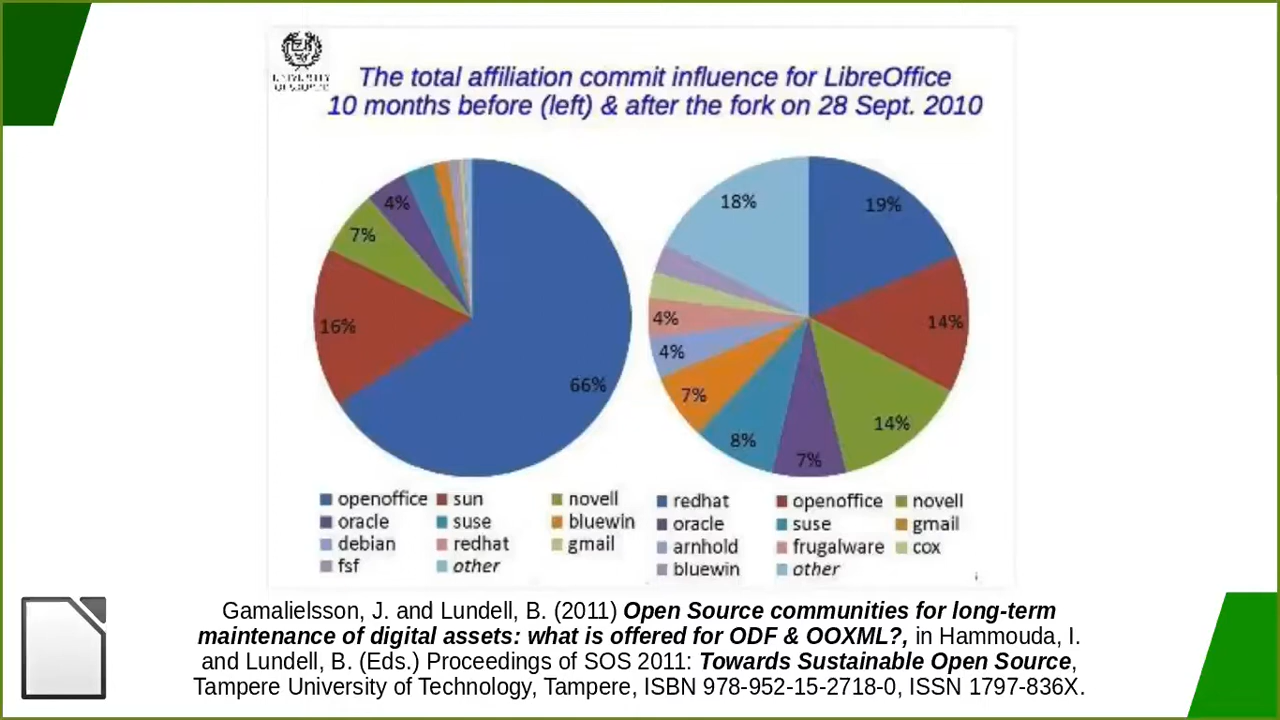 UNIVERSITY
The total affiliation commit influence for LibreOffice
10 months before (left) & after the fork on 28 Sept. 2010
4%
7%
16%
66%
18%
19%
4%
14%
4%
7%
14%
8%
7%
openoffice sun novell
oracle suse bluewin
debian redhat gmail
fsf other
redhat openoffice novell
oracle suse gmail
arnhold frugalware cox
bluewin other
Gamalielsson, J. and Lundell, B. (2011) Open Source communities for long-term
maintenance of digital assets: what is offered for ODF & OOXML?, in Hammouda, I.
and Lundell, B. (Eds.) Proceedings of SOS 2011: Towards Sustainable Open Source,
Tampere University of Technology, Tampere, ISBN 978-952-15-2718-0, ISSN 1797-836X.